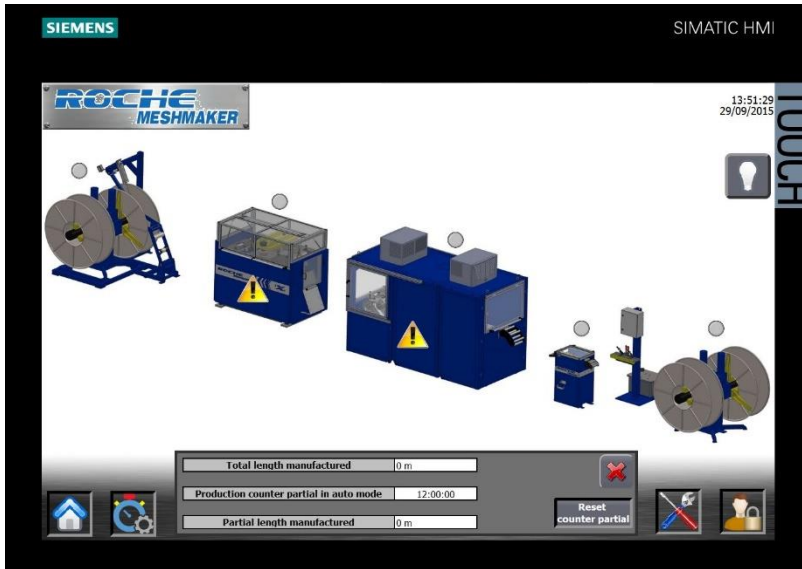 SIEMENS
SIMATIC HMI
TOUCH
ROCHE
MESHMAKER
13:51:29
29/09/2015
Total length manufactured 0 m
Production counter partial in auto mode 12:00:00
Partial length manufactured 0 m
Reset
counter partial